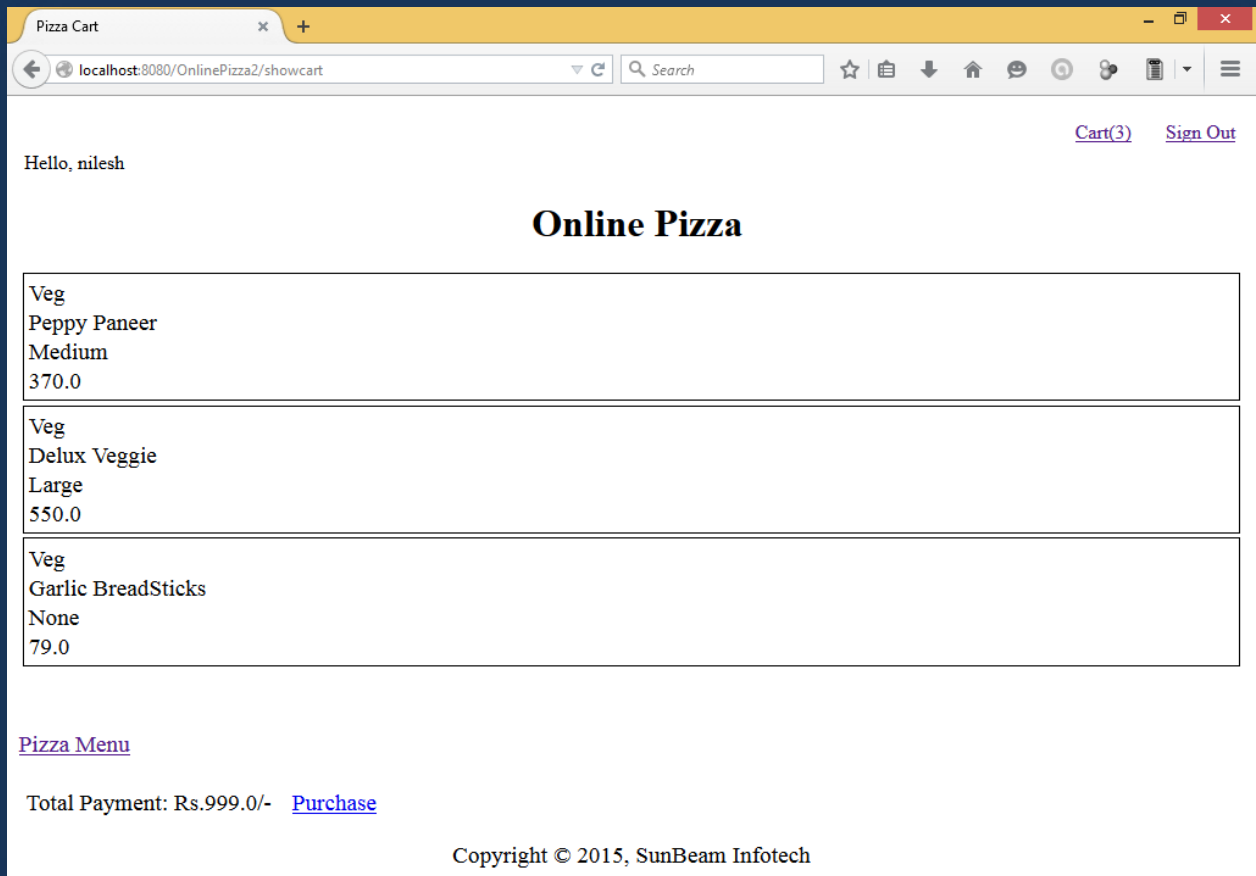 Pizza Cart
localhost:8080/OnlinePizza2/showcart
Search
Cart(3) Sign Out
Hello, nilesh
Online Pizza
Veg
Peppy Paneer
Medium
370.0
Veg
Delux Veggie
Large
550.0
Veg
Garlic BreadSticks
None
79.0
Pizza Menu
Total Payment: Rs.999.0/- Purchase
Copyright © 2015, SunBeam Infotech